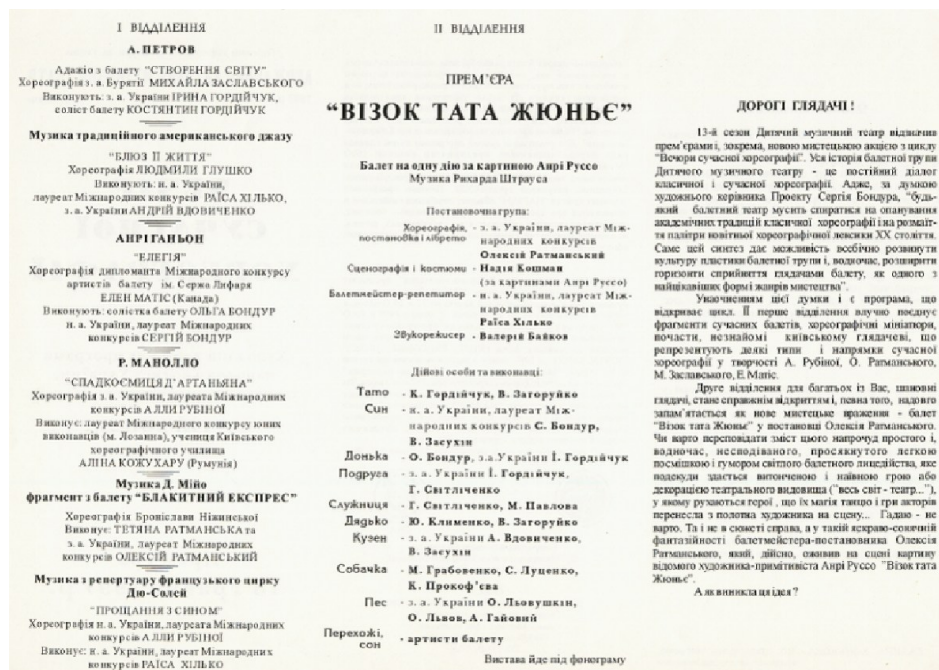 І ВІДДІЛЕННЯ
А. ПЕТРОВ
Адажіо з балету "СТВОРЕННЯ СВІТУ"
Хореографія з. а. Бурятії МИХАЙЛА ЗАСЛАВСЬКОГО
Виконують: з. а. України ІРИНА ГОРДІЙЧУК,
соліст балету КОСТЯНТИН ГОРДІЙЧУК
Музика традиційного американського джазу
"БЛЮЗ ЇЇ ЖИТТЯ"
Хореографія ЛЮДМИЛИ ГЛУШКО
Виконують: н. а. України,
лауреат Міжнародних конкурсів РАЇСА ХІЛЬКО,
з. а. України АНДРІЙ ВДОВИЧЕНКО
АНРІ ГАНЬОН
"ЕЛЕГІЯ"
Хореографія дипломанта Міжнародного конкурсу
артистів балету ім. Сержа Лифаря
ЕЛЕН МАТІС (Канада)
Виконують: солістка балету ОЛЬГА БОНДУР
н. а. України, лауреат Міжнародних
конкурсів СЕРГІЙ БОНДУР
Р. МАНОЛЛО
"СПАДКОЄМИЦЯ Д'АРТАНЬЯНА"
Хореографія з. а. України, лауреата Міжнародних
конкурсів АЛЛИ РУБІНОЇ
Виконує: лауреат Міжнародного конкурсу юних
виконавців (м. Лозанна), учениця Київського
хореографічного училища
АЛІНА КОЖУХАРУ (Румунія)
Музика Д. Мійо
фрагмент з балету "БЛАКИТНИЙ ЕКСПРЕС"
Хореографія Броніслави Ніжинської
Виконує: ТЕТЯНА РАТМАНСЬКА та
з. а. України, лауреат Міжнародних
конкурсів ОЛЕКСІЙ РАТМАНСЬКИЙ
Музика з репертуару французького цирку
Дю-Солей
"ПРОЩАННЯ З СИНОМ"
Хореографія н. а. України, лауреата Міжнародних
конкурсів АЛЛИ РУБІНОЇ
Виконує: н. а. України, лауреат Міжнародних
конкурсів РАЇСА ХІЛЬКО
ІІ ВІДДІЛЕННЯ
ПРЕМ'ЄРА
"ВІЗОК ТАТА ЖЮНЬЄ"
Балет на одну дію за картиною Анрі Руссо
Музика Рихарда Штрауса
Постановочна група:
Хореографія, постановка і лібрето - з. а. України, лауреат Між-
народних конкурсів
Олексій Ратманський
Сценографія і костюми - Надія Кошман
(за картинами Анрі Руссо)
Балетмейстер-репетитор - н. а. України, лауреат Між-
народних конкурсів
Раїса Хілько
Звукорежисер - Валерій Байков
Дійові особи та виконавці:
Тато - К. Гордійчук, В. Загоруйко
Син - н. а. України, лауреат Між-
народних конкурсів С. Бондур,
В. Засухін
Донька - О. Бондур, з.а. України І. Гордійчук
Подруга - з. а. України І. Гордійчук,
Г. Світліченко
Служниця - Г. Світліченко, М. Павлова
Дядько - Ю. Клименко, В. Загоруйко
Кузен - з. а. України А. Вдовиченко,
В. Засухін
Собачка - М. Грабовенко, С. Луценко,
К. Прокоф'єва
Пес - з. а. України О. Льовушкін,
О. Львов, А. Гайовий
Перехожі, сон - артисти балету
Вистава йде під фонограму
ДОРОГІ ГЛЯДАЧІ !
13-й сезон Дитячий музичний театр відзначив
прем'єрами і, зокрема, новою мистецькою акцією з циклу
"Вечори сучасної хореографії". Уся історія балетної трупи
Дитячого музичного театру - це постійний діалог
класичної і сучасної хореографії. Адже, за думкою
художнього керівника Проекту Сергія Бондура, "будь-
який балетний театр мусить спиратися на опанування
академічних традицій класичної хореографії і на розмаїт-
тя палітри новітньої хореографічної лексики ХХ століття.
Саме цей синтез дає можливість всебічно розвинути
культуру пластики балетної трупи і, водночас, розширити
горизонти сприйняття глядачами балету, як одного з
найцікавіших форм і жанрів мистецтва".
Уваочненням цієї думки і є програма, що
відкриває цикл. ЇЇ перше відділення влучно поєднує
фрагменти сучасних балетів, хореографічні мініатюри,
почасти, незнайомі київському глядачеві, що
репрезентують деякі типи і напрямки сучасної
хореографії у творчості А. Рубіної, О. Ратманського,
М. Заславського, Е. Матіс.
Друге відділення для багатьох із Вас, шановні
глядачі, стане справжнім відкриттям і, певна того, надовго
запам'ятається як нове мистецьке враження - балет
"Візок тата Жюньє" у постановці Олексія Ратманського.
Чи варто переповідати зміст цього напрочуд простого і,
водночас, несподіваного, просякнутого легкою
посмішкою і гумором світлого балетного лицедійства, яке
подекуди здається витонченою і наївною грою або
декорацією театрального видовища ("весь світ - театр..."),
у якому рухаються герої , що їх магія танцю і гри акторів
перенесла з полотна художника на сцену... Гадаю - не
варто. Та і не в сюжеті справа, а у такій яскраво-сонячній
фантазійності балетмейстера-постановника Олексія
Ратманського, який, дійсно, оживив на сцені картину
відомого художника-примітивіста Анрі Руссо "Візок тата
Жюньє".
А як виникла ця ідея ?